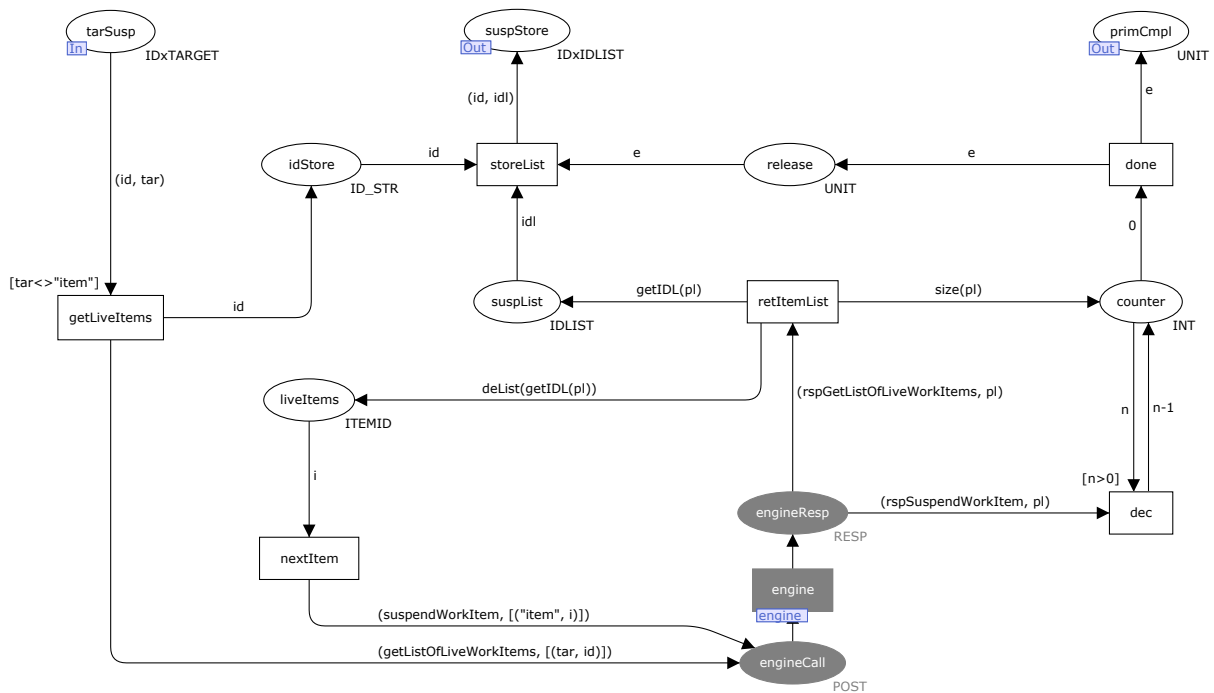 tarSusp
In
IDxTARGET
suspStore
Out
IDxIDLIST
primCmpl
Out
UNIT
(id, idl)
e
idStore
ID_STR
id
storeList
e
release
UNIT
e
done
(id, tar)
idl
0
[tar<>"item"]
getLiveItems
id
suspList
IDLIST
getIDL(pl)
retItemList
size(pl)
counter
INT
deList(getIDL(pl))
liveItems
ITEMID
(rspGetListOfLiveWorkItems, pl)
n
n-1
i
[n>0]
engineResp
RESP
(rspSuspendWorkItem, pl)
dec
nextItem
engine
engine
(suspendWorkItem, [("item", i)])
(getListOfLiveWorkItems, [(tar, id)])
engineCall
POST